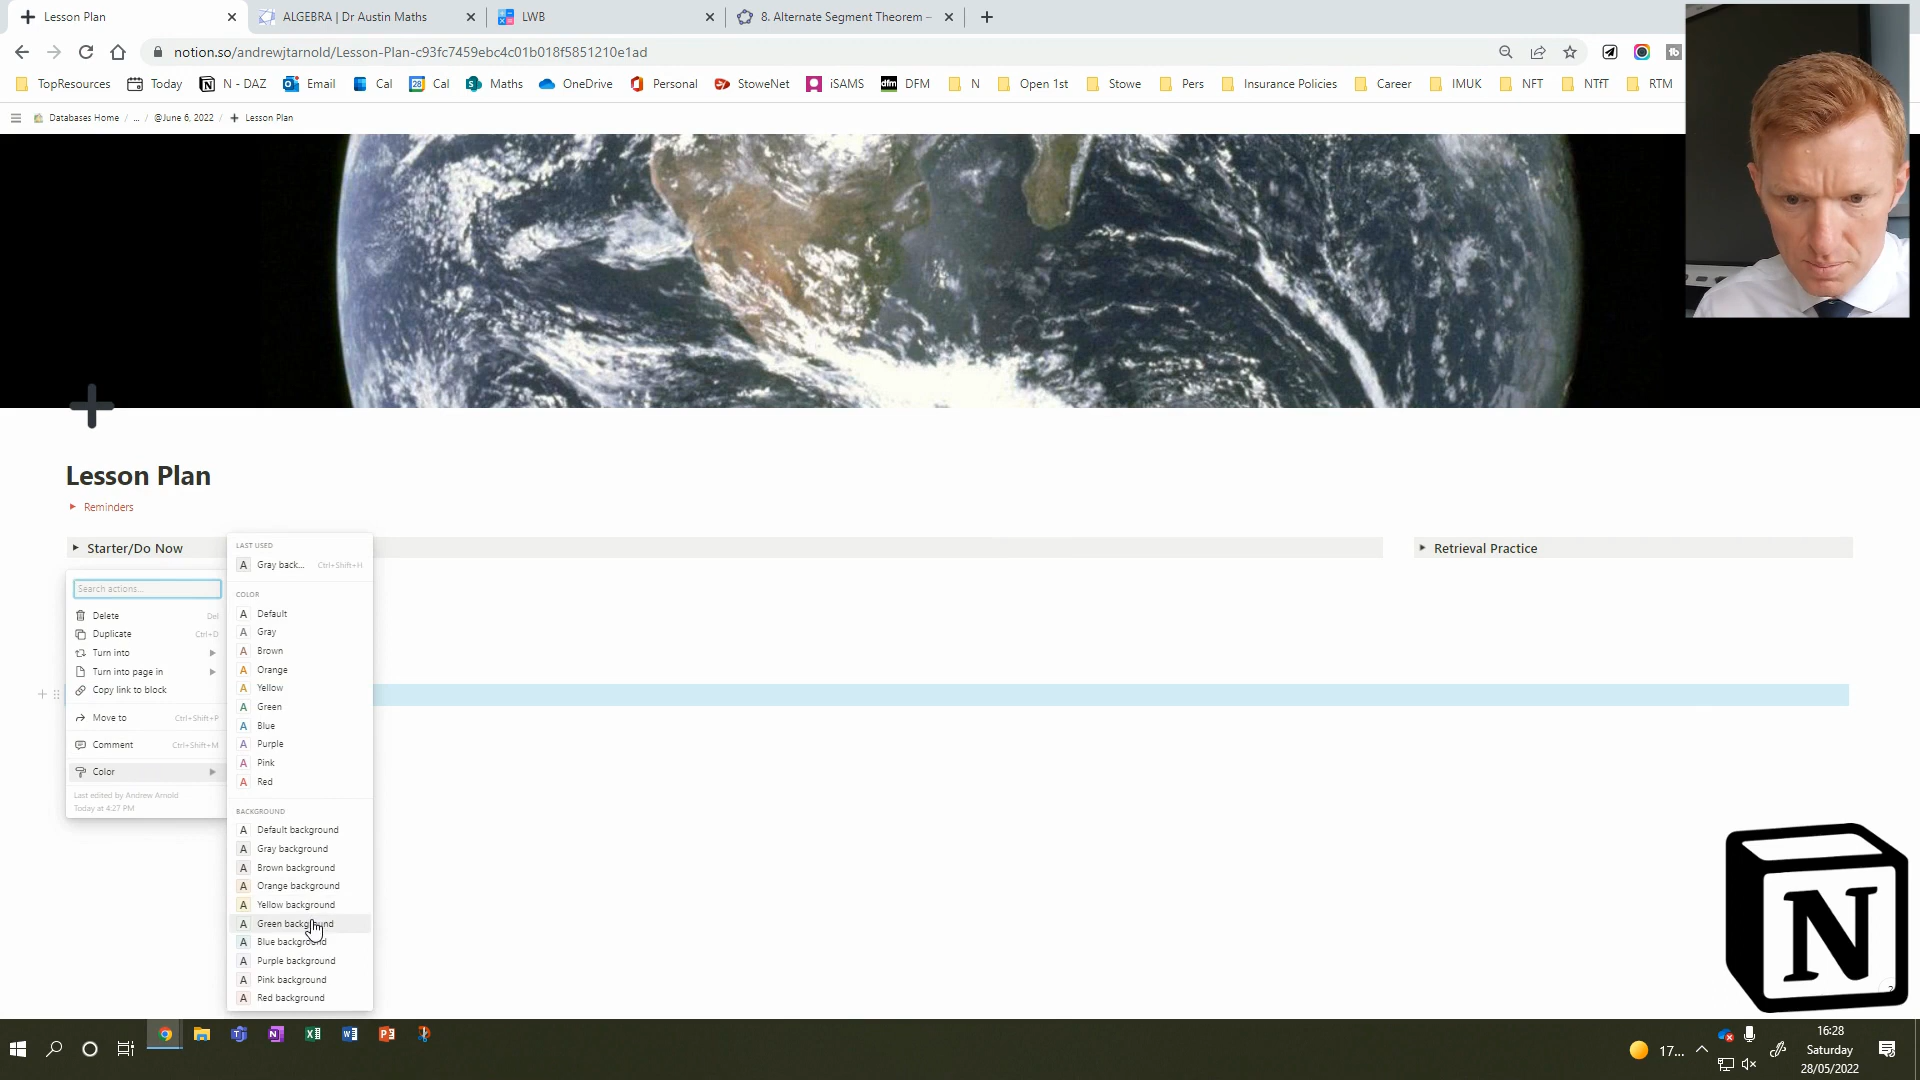 Lesson Plan
ALGEBRA | Dr Austin Maths
LWB
8. Alternate Segment Theorem –
notion.so/andrewjtarnold/Lesson-Plan-c93fc7459ebc4c01b018f5851210e1ad
TopResources
Today
N - DAZ
Email
Cal
Cal
Maths
OneDrive
Personal
StoweNet
iSAMS
DFM
N
Open 1st
Stowe
Pers
Insurance Policies
Career
IMUK
NFT
NTfT
RTM
Databases Home / ... / @June 6, 2022 / Lesson Plan
Lesson Plan
Reminders
Starter/Do Now
Retrieval Practice
Search actions...
Delete Del
Duplicate Ctrl+D
Turn into
Turn into page in
Copy link to block
Move to Ctrl+Shift+P
Comment Ctrl+Shift+M
Color
Last edited by Andrew Arnold
Today at 4:27 PM
LAST USED
A Gray back... Ctrl+Shift+H
COLOR
A Default
A Gray
A Brown
A Orange
A Yellow
A Green
A Blue
A Purple
A Pink
A Red
BACKGROUND
A Default background
A Gray background
A Brown background
A Orange background
A Yellow background
A Green background
A Blue background
A Purple background
A Pink background
A Red background
N
17...
16:28
Saturday
28/05/2022